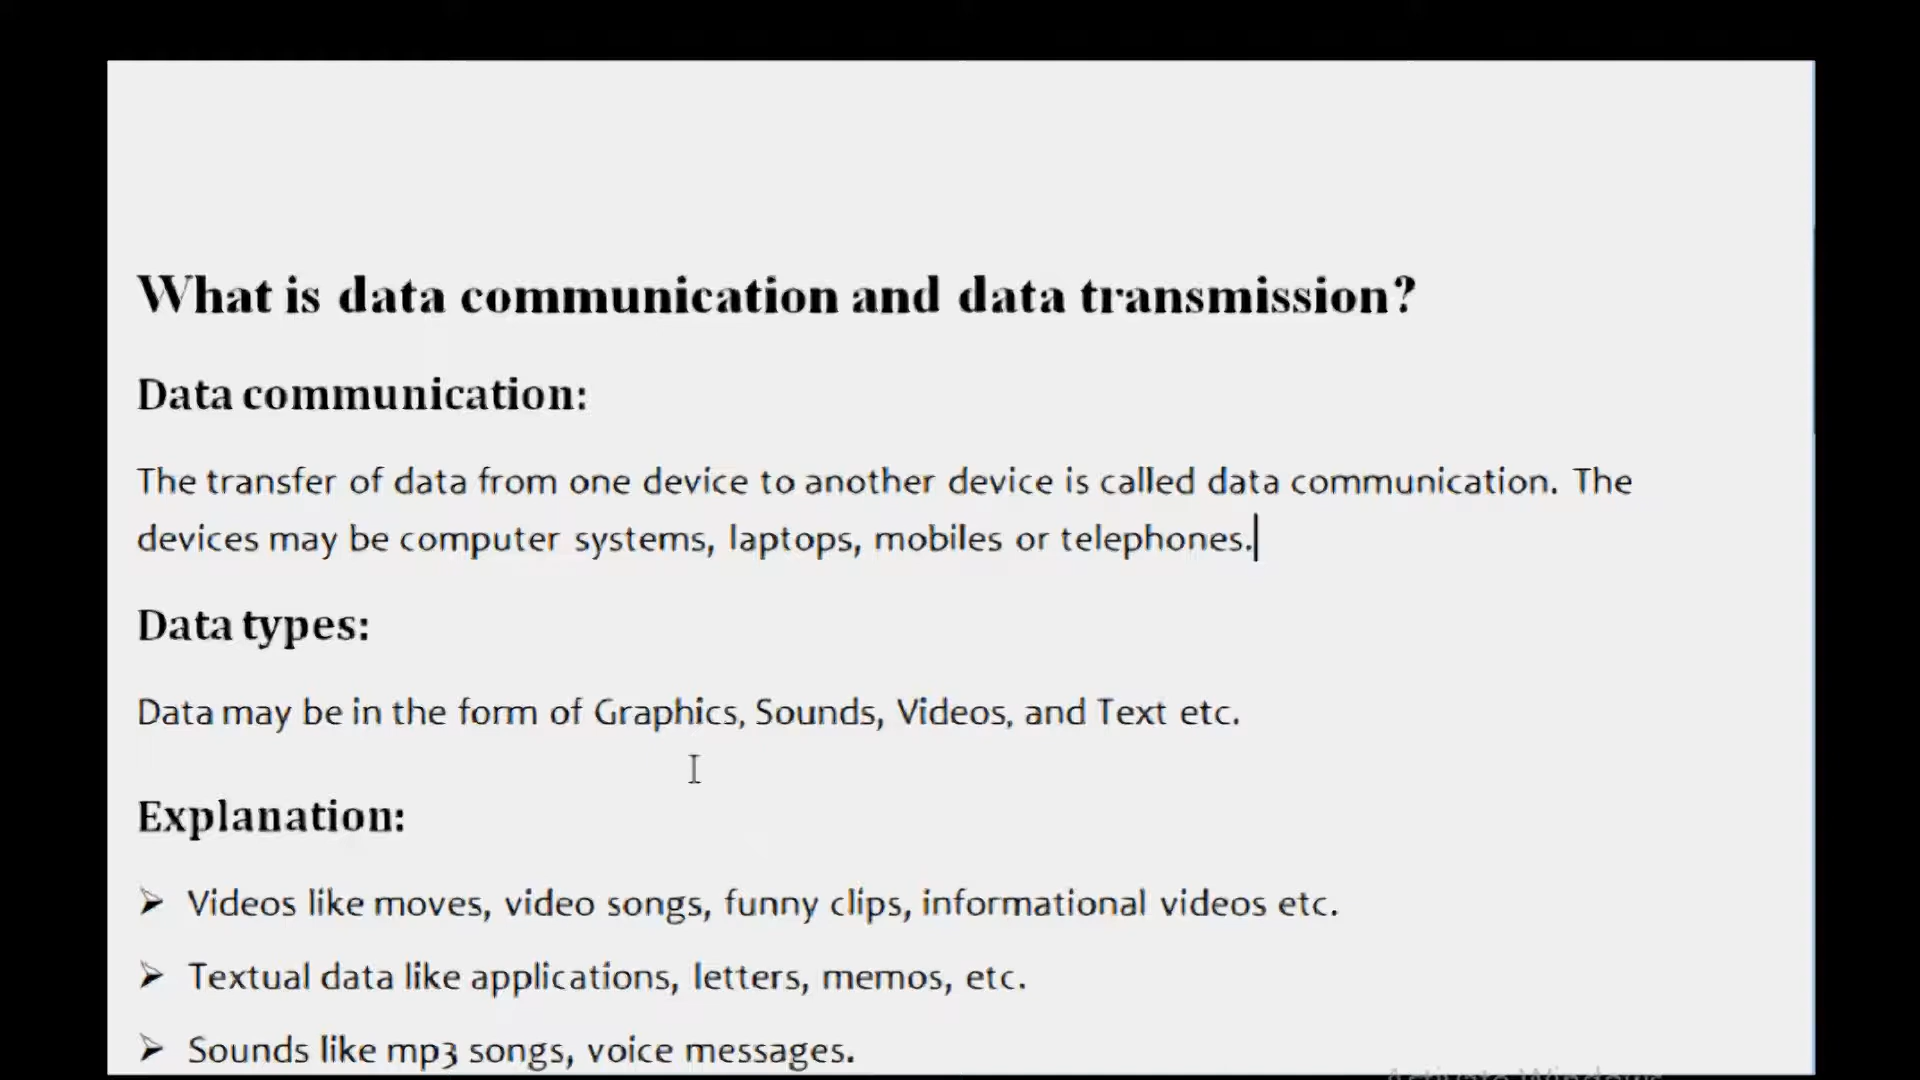 What is data communication and data transmission?
Data communication:
The transfer of data from one device to another device is called data communication. The
devices may be computer systems, laptops, mobiles or telephones.
Data types:
Data may be in the form of Graphics, Sounds, Videos, and Text etc.
Explanation:
➢ Videos like moves, video songs, funny clips, informational videos etc.
➢ Textual data like applications, letters, memos, etc.
➢ Sounds like mp3 songs, voice messages.
Activate Windows